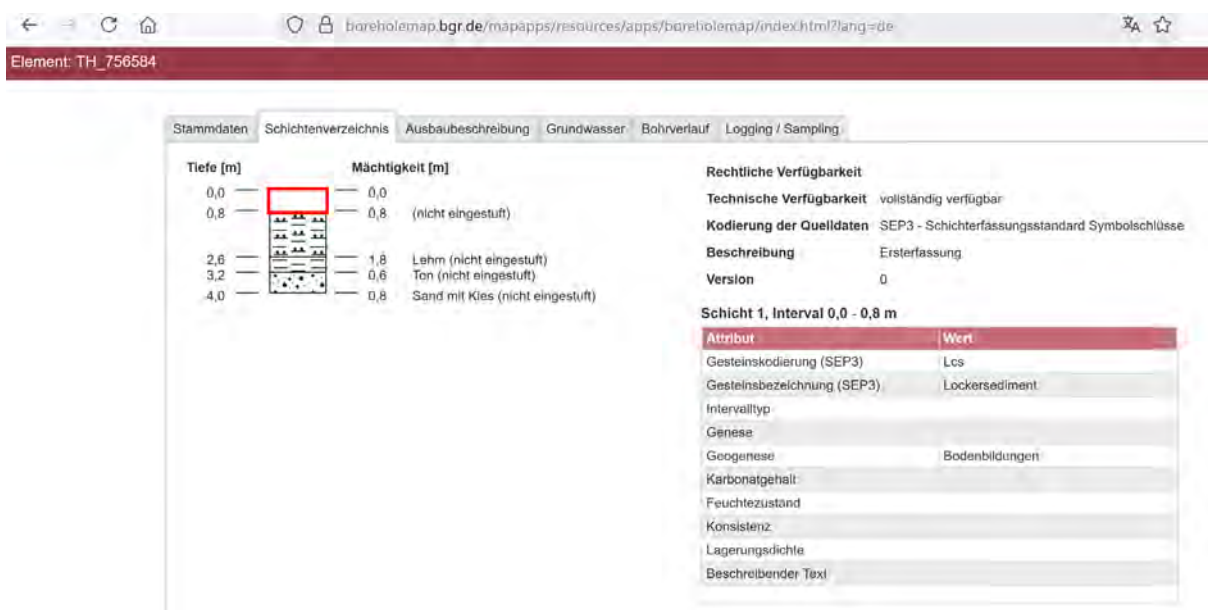 boreholemap.bgr.de/mapapps/resources/apps/boreholemap/index.html?lang=de
Element: TH_756584
Stammdaten Schichtenverzeichnis Ausbaubeschreibung Grundwasser Bohrverlauf Logging / Sampling
Tiefe [m] Mächtigkeit [m]
0,0 0,0
0,8 0,8 (nicht eingestuft)
2,6 1,8 Lehm (nicht eingestuft)
3,2 0,6 Ton (nicht eingestuft)
4,0 0,8 Sand mit Kies (nicht eingestuft)
Rechtliche Verfügbarkeit
Technische Verfügbarkeit vollständig verfügbar
Kodierung der Quelldaten SEP3 - Schichterfassungsstandard Symbolschlüsse
Beschreibung Ersterfassung
Version 0
Schicht 1, Interval 0,0 - 0,8 m
Attribut Wert
Gesteinskodierung (SEP3) Lcs
Gesteinsbezeichnung (SEP3) Lockersediment
Intervalltyp
Genese
Geogenese Bodenbildungen
Karbonatgehalt
Feuchtezustand
Konsistenz
Lagerungsdichte
Beschreibender Text